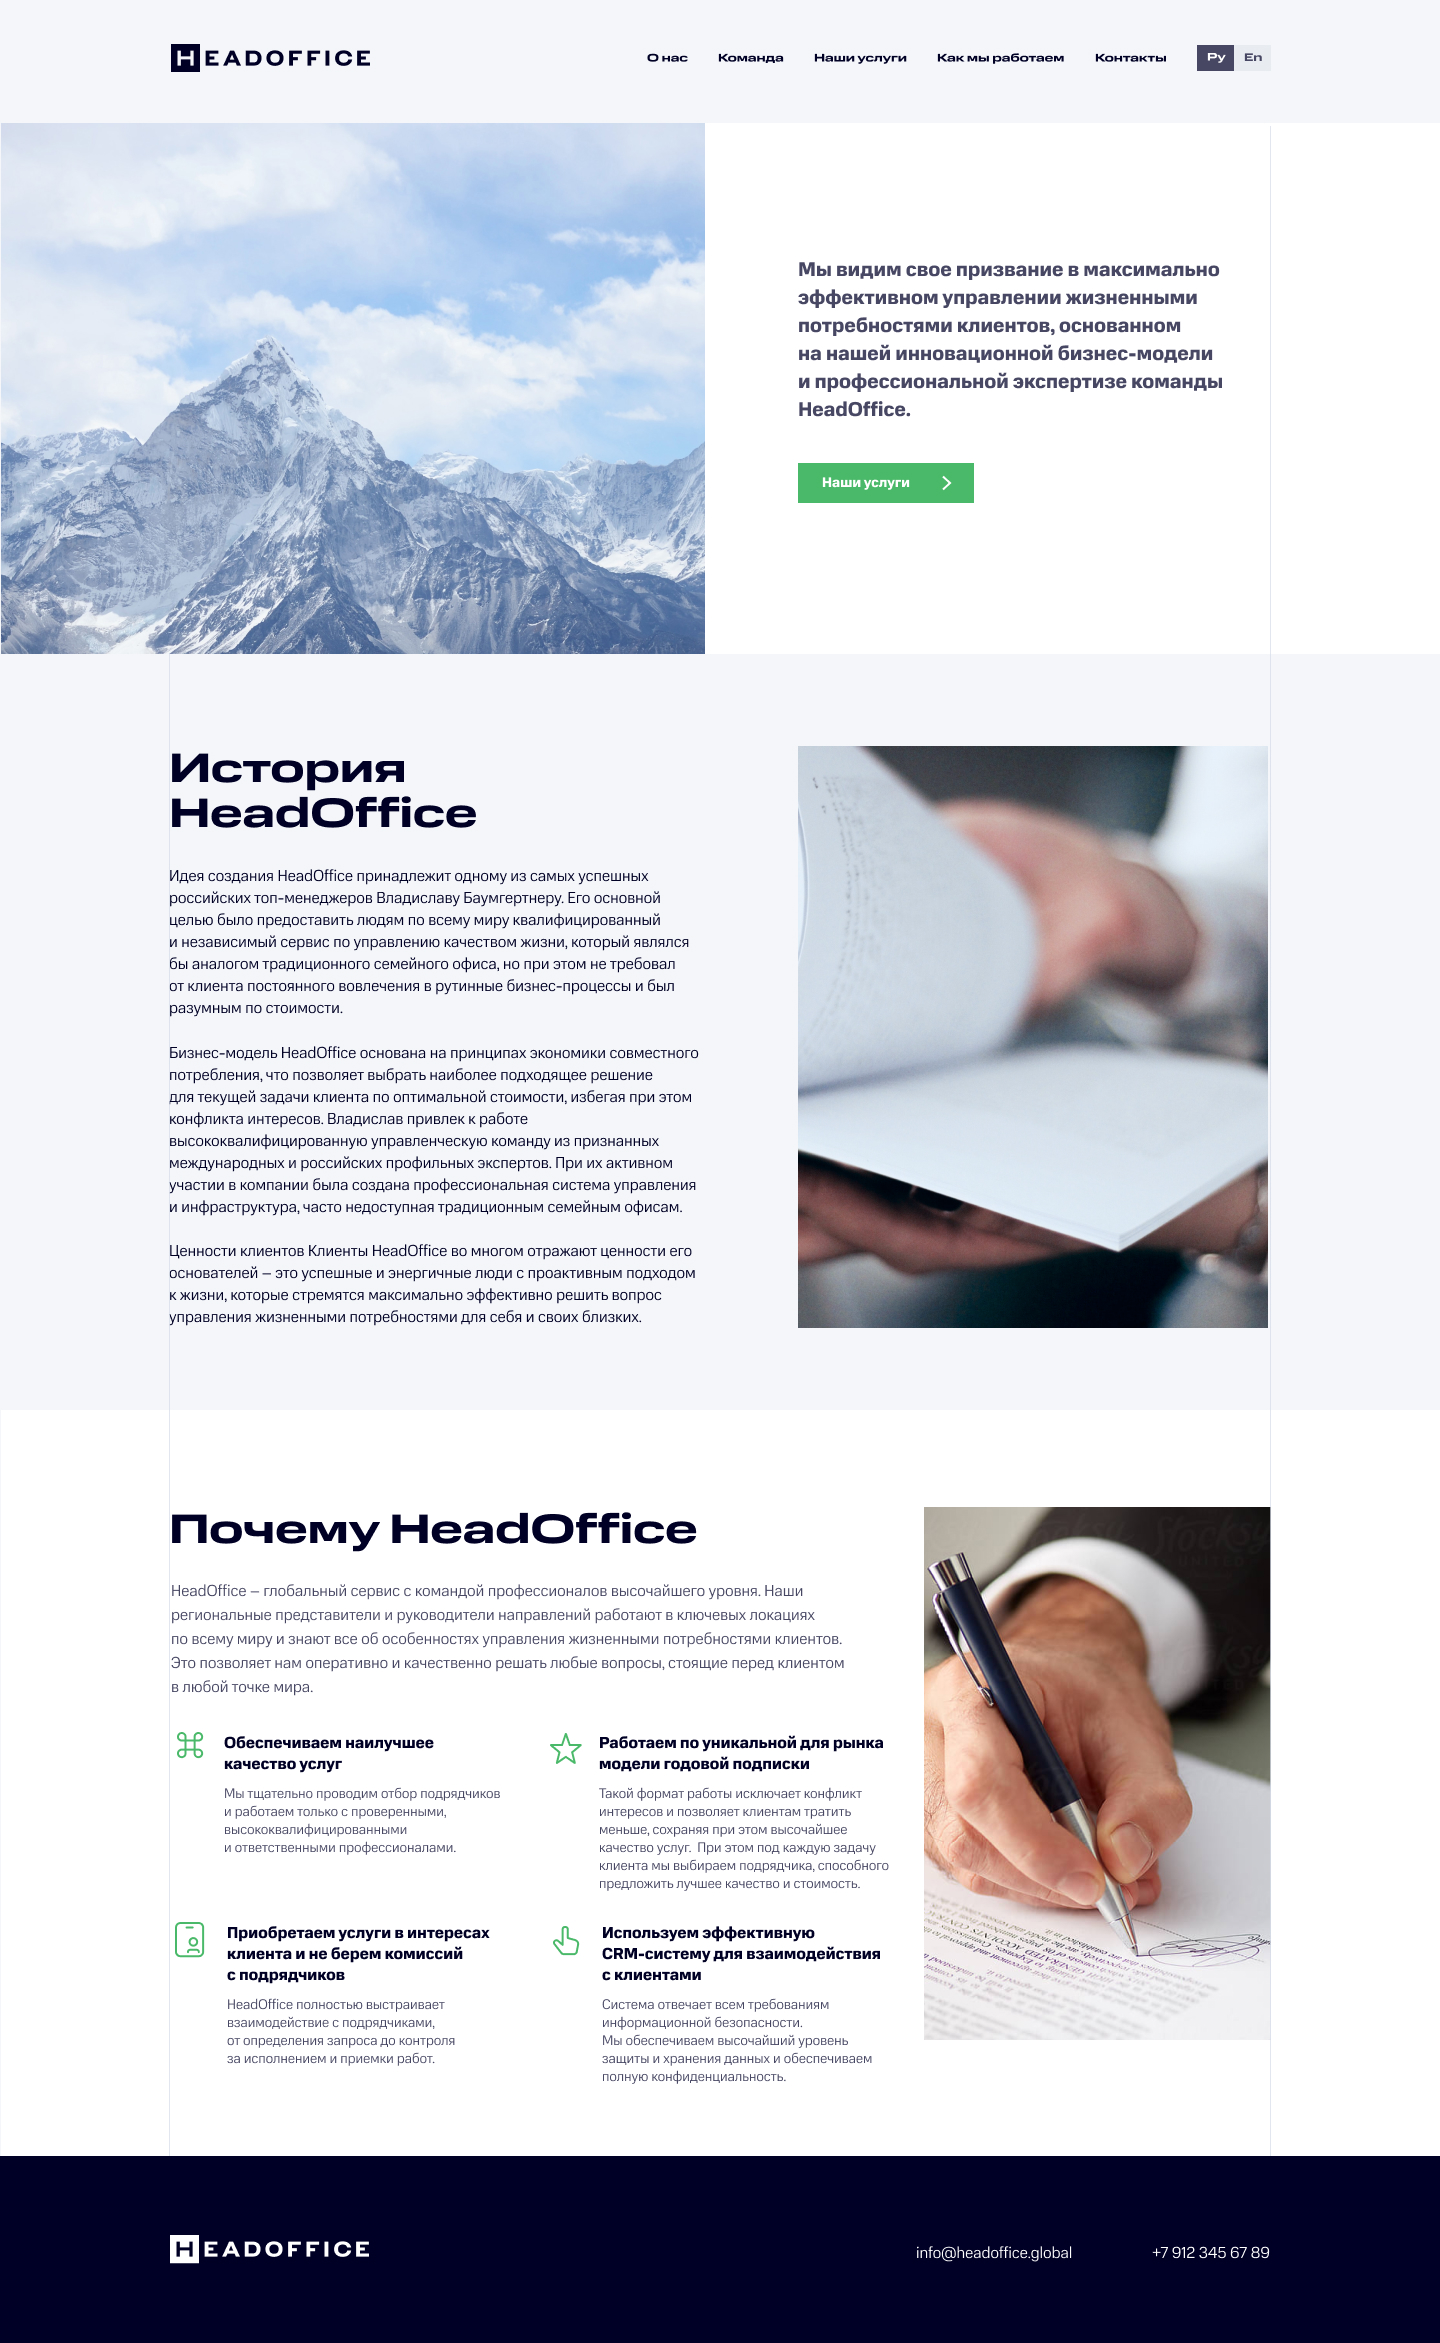 HEADOFFICE
О нас Команда Наши услуги Как мы работаем Контакты Ру En
Мы видим свое призвание в максимально
эффективном управлении жизненными
потребностями клиентов, основанном
на нашей инновационной бизнес-модели
и профессиональной экспертизе команды
HeadOffice.
Наши услуги
История
HeadOffice
Идея создания HeadOffice принадлежит одному из самых успешных
российских топ-менеджеров Владиславу Баумгертнеру. Его основной
целью было предоставить людям по всему миру квалифицированный
и независимый сервис по управлению качеством жизни, который являлся
бы аналогом традиционного семейного офиса, но при этом не требовал
от клиента постоянного вовлечения в рутинные бизнес-процессы и был
разумным по стоимости.
Бизнес-модель HeadOffice основана на принципах экономики совместного
потребления, что позволяет выбрать наиболее подходящее решение
для текущей задачи клиента по оптимальной стоимости, избегая при этом
конфликта интересов. Владислав привлек к работе
высококвалифицированную управленческую команду из признанных
международных и российских профильных экспертов. При их активном
участии в компании была создана профессиональная система управления
и инфраструктура, часто недоступная традиционным семейным офисам.
Ценности клиентов Клиенты HeadOffice во многом отражают ценности его
основателей – это успешные и энергичные люди с проактивным подходом
к жизни, которые стремятся максимально эффективно решить вопрос
управления жизненными потребностями для себя и своих близких.
Почему HeadOffice
HeadOffice – глобальный сервис с командой профессионалов высочайшего уровня. Наши
региональные представители и руководители направлений работают в ключевых локациях
по всему миру и знают все об особенностях управления жизненными потребностями клиентов.
Это позволяет нам оперативно и качественно решать любые вопросы, стоящие перед клиентом
в любой точке мира.
Обеспечиваем наилучшее
качество услуг
Мы тщательно проводим отбор подрядчиков
и работаем только с проверенными,
высококвалифицированными
и ответственными профессионалами.
Работаем по уникальной для рынка
модели годовой подписки
Такой формат работы исключает конфликт
интересов и позволяет клиентам тратить
меньше, сохраняя при этом высочайшее
качество услуг. При этом под каждую задачу
клиента мы выбираем подрядчика, способного
предложить лучшее качество и стоимость.
Приобретаем услуги в интересах
клиента и не берем комиссий
с подрядчиков
HeadOffice полностью выстраивает
взаимодействие с подрядчиками,
от определения запроса до контроля
за исполнением и приемки работ.
Используем эффективную
CRM-систему для взаимодействия
с клиентами
Система отвечает всем требованиям
информационной безопасности.
Мы обеспечиваем высочайший уровень
защиты и хранения данных и обеспечиваем
полную конфиденциальность.
HEADOFFICE
info@headoffice.global +7 912 345 67 89